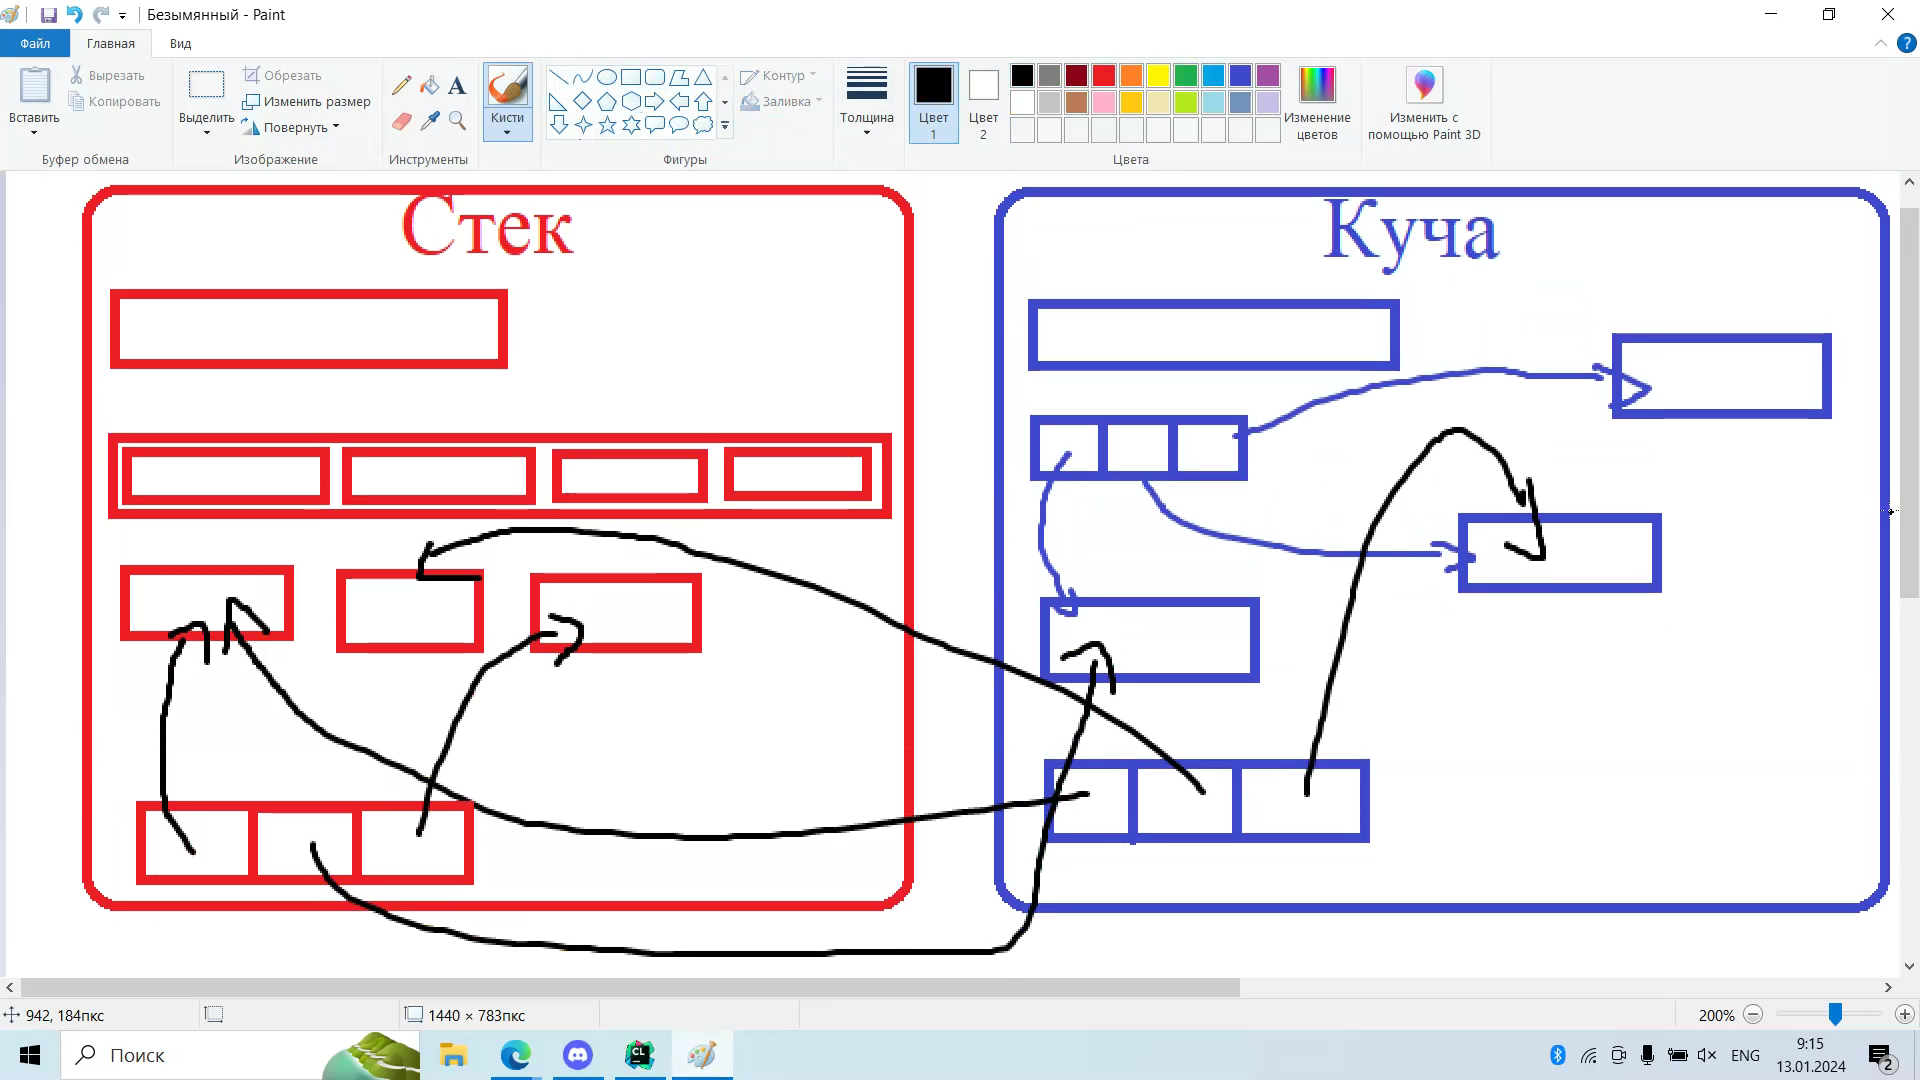 Безымянный - Paint
Файл
Главная
Вид
Вставить
Вырезать
Копировать
Буфер обмена
Выделить
Обрезать
Изменить размер
Повернуть
Изображение
A
Инструменты
Кисти
Контур
Заливка
Фигуры
Толщина
Цвет
1
Цвет
2
Изменение
цветов
Цвета
Изменить с
помощью Paint 3D
?
Стек
Куча
942, 184пкс
1440 × 783пкс
200%
Поиск
CL
ENG
9:15
13.01.2024
2